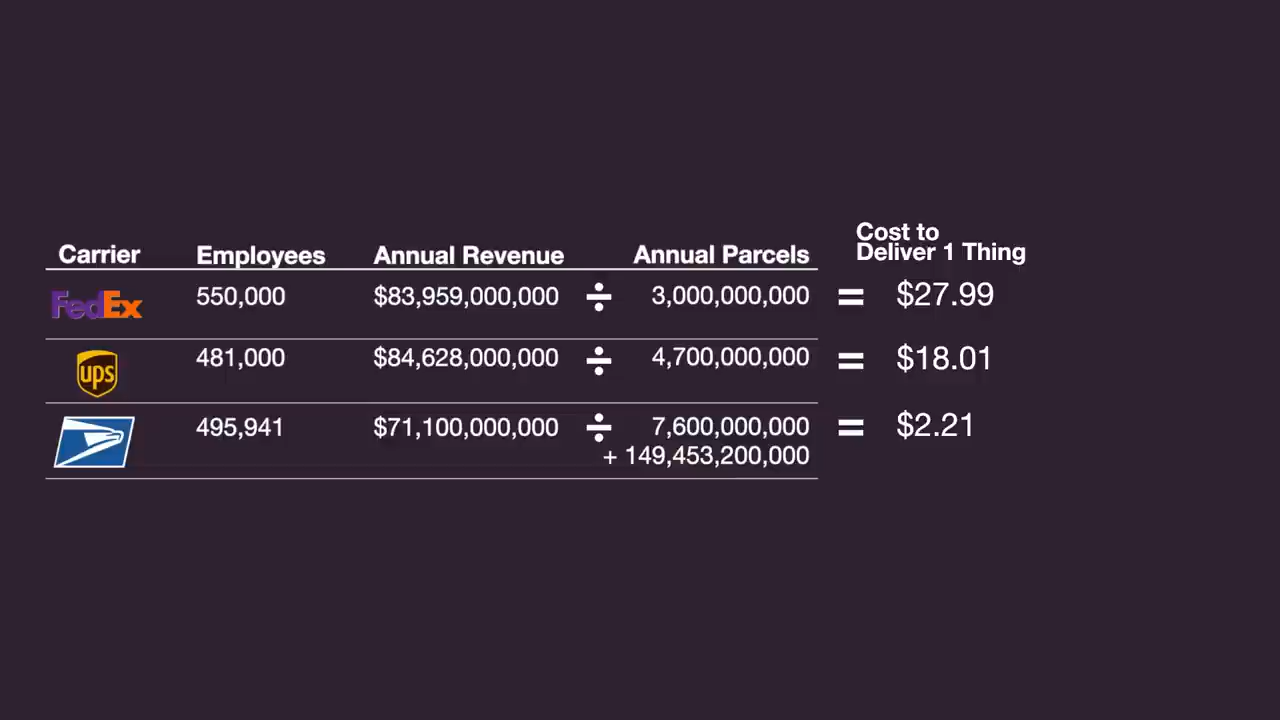 Carrier Employees Annual Revenue Annual Parcels Cost to
Deliver 1 Thing
FedEx 550,000 $83,959,000,000 ÷ 3,000,000,000 = $27.99
ups 481,000 $84,628,000,000 ÷ 4,700,000,000 = $18.01
495,941 $71,100,000,000 ÷ 7,600,000,000 = $2.21
+ 149,453,200,000